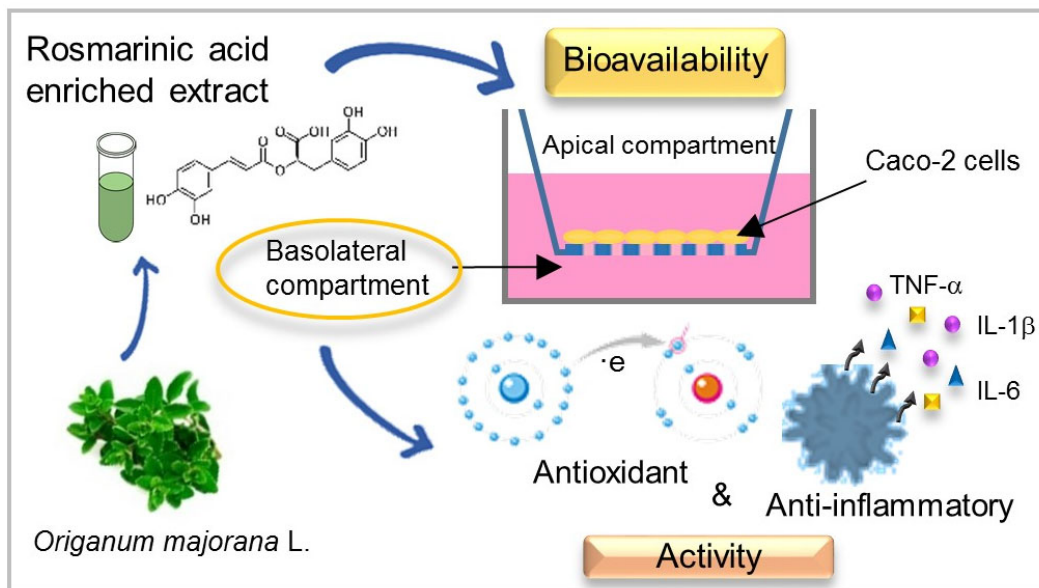 Rosmarinic acid
enriched extract
Bioavailability
Apical compartment
Caco-2 cells
OH
O
OH
OH
O
O
HO
OH
Basolateral
compartment
TNF-α
IL-1β
IL-6
·e
Antioxidant
&
Anti-inflammatory
Origanum majorana L.
Activity